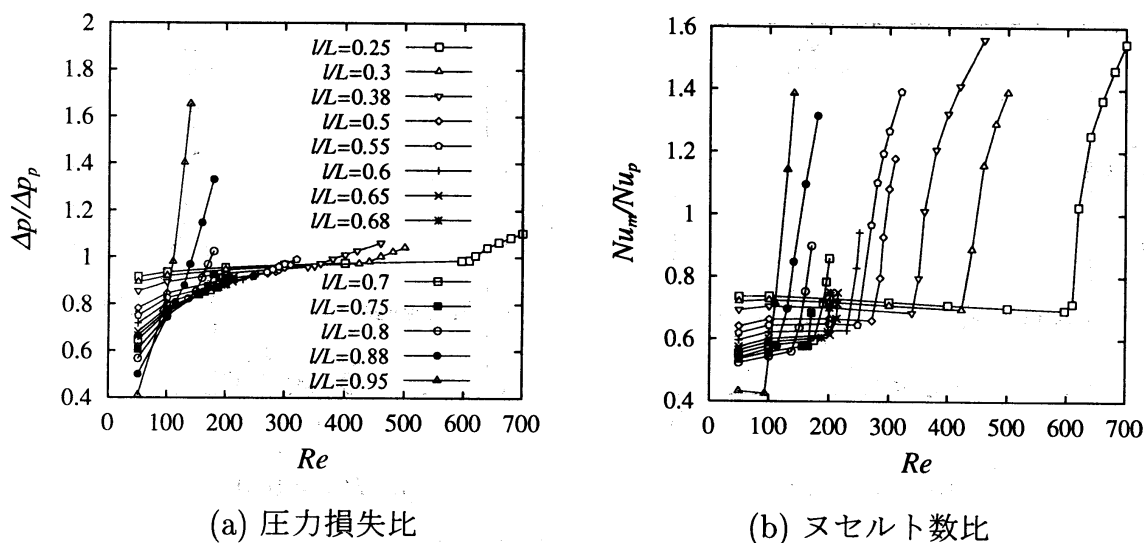 2
1.8
1.6
1.4
1.2
1
0.8
0.6
0.4
Δp/Δp_p
l/L=0.25
l/L=0.3
l/L=0.38
l/L=0.5
l/L=0.55
l/L=0.6
l/L=0.65
l/L=0.68
l/L=0.7
l/L=0.75
l/L=0.8
l/L=0.88
l/L=0.95
0 100 200 300 400 500 600 700
Re
(a) 圧力損失比
1.6
1.4
1.2
1
0.8
0.6
0.4
Nu_m/Nu_p
0 100 200 300 400 500 600 700
Re
(b) ヌセルト数比